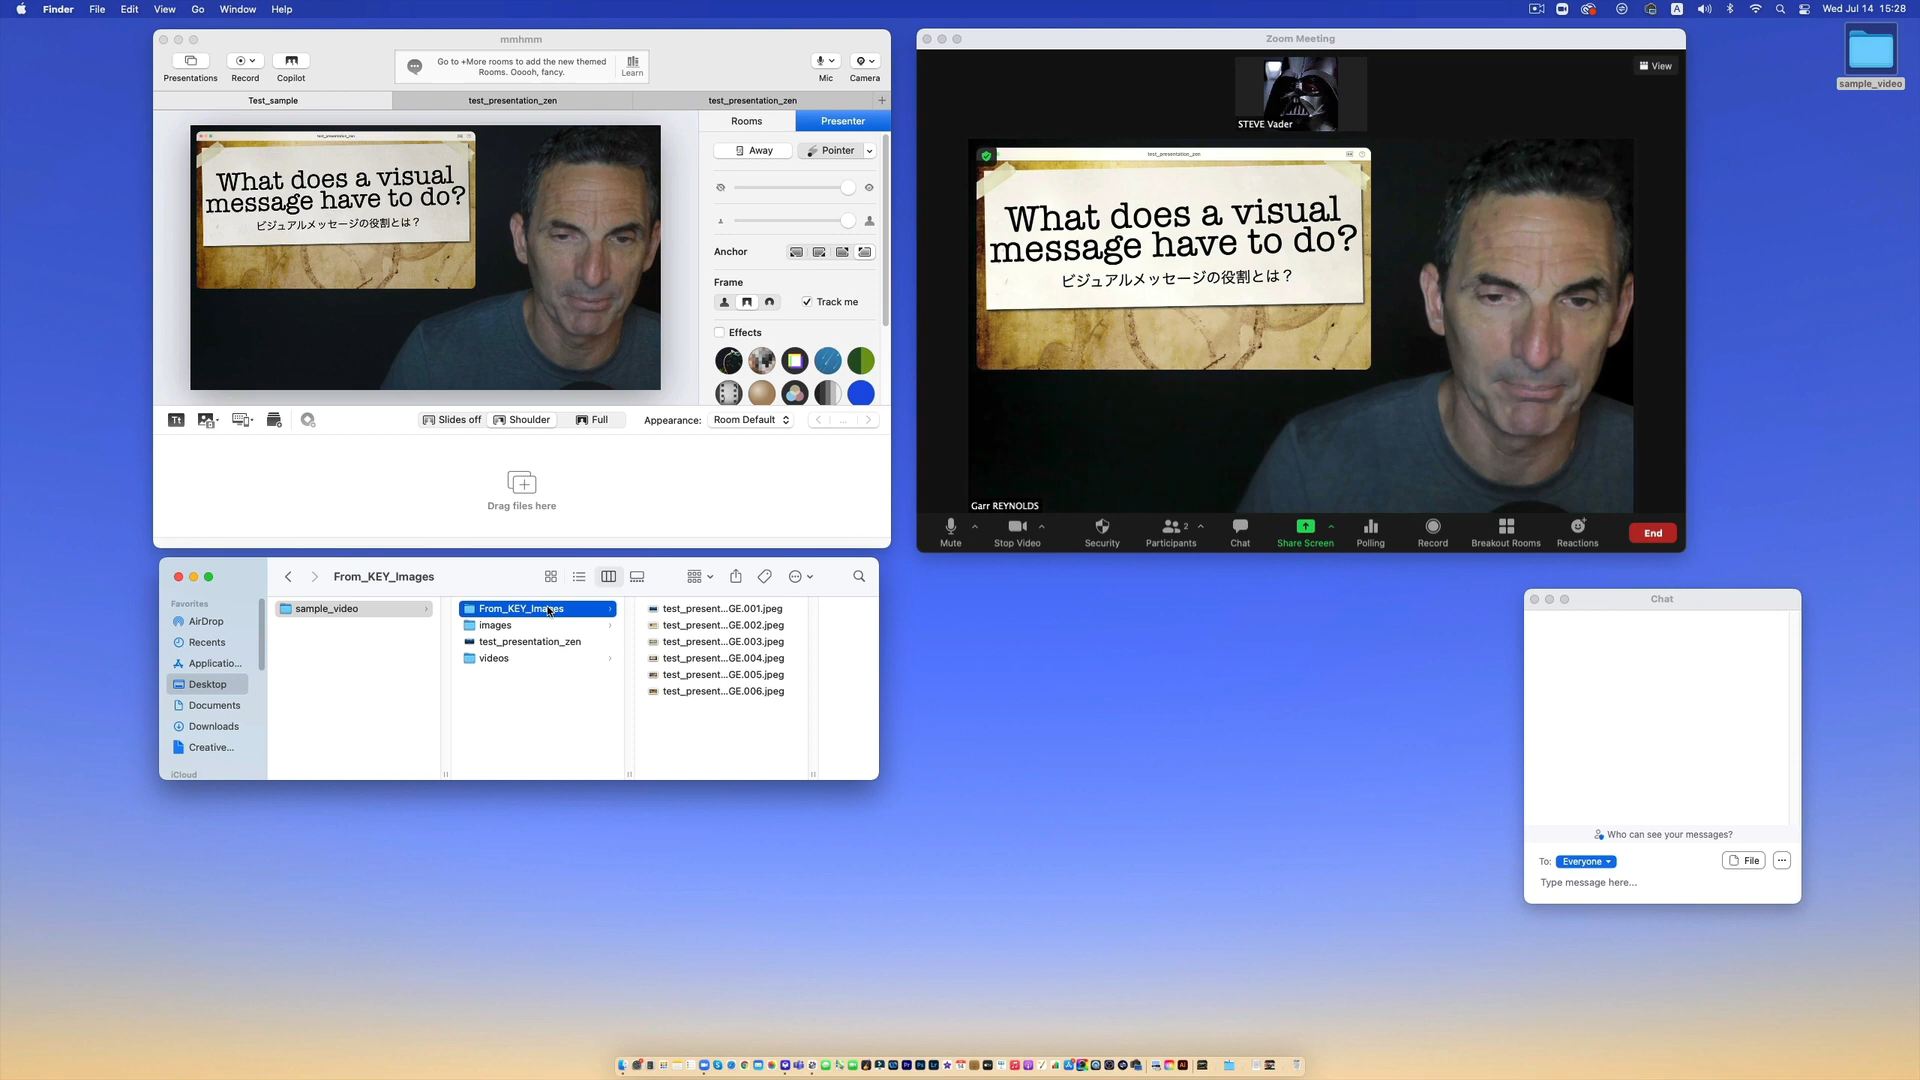 Finder File Edit View Go Window Help
A Wed Jul 14 15:28
mmhmm
Presentations Record Copilot
Go to +More rooms to add the new themed
Rooms. Ooooh, fancy.
Learn
Mic Camera
Test_sample test_presentation_zen test_presentation_zen +
Rooms Presenter
Away Pointer
Anchor
Frame
Track me
Effects
test_presentation_zen
What does a visual
message have to do?
ビジュアルメッセージの役割とは？
Tt Slides off Shoulder Full Appearance: Room Default ...
Drag files here
Zoom Meeting
View
STEVE Vader
test_presentation_zen
What does a visual
message have to do?
ビジュアルメッセージの役割とは？
Garr REYNOLDS
Mute Stop Video Security Participants 2 Chat Share Screen Polling Record Breakout Rooms Reactions End
sample_video
From_KEY_Images
Favorites
AirDrop
Recents
Applicatio...
Desktop
Documents
Downloads
Creative...
iCloud
sample_video
From_KEY_Images
images
test_presentation_zen
videos
test_present...GE.001.jpeg
test_present...GE.002.jpeg
test_present...GE.003.jpeg
test_present...GE.004.jpeg
test_present...GE.005.jpeg
test_present...GE.006.jpeg
Chat
Who can see your messages?
To: Everyone File ...
Type message here...